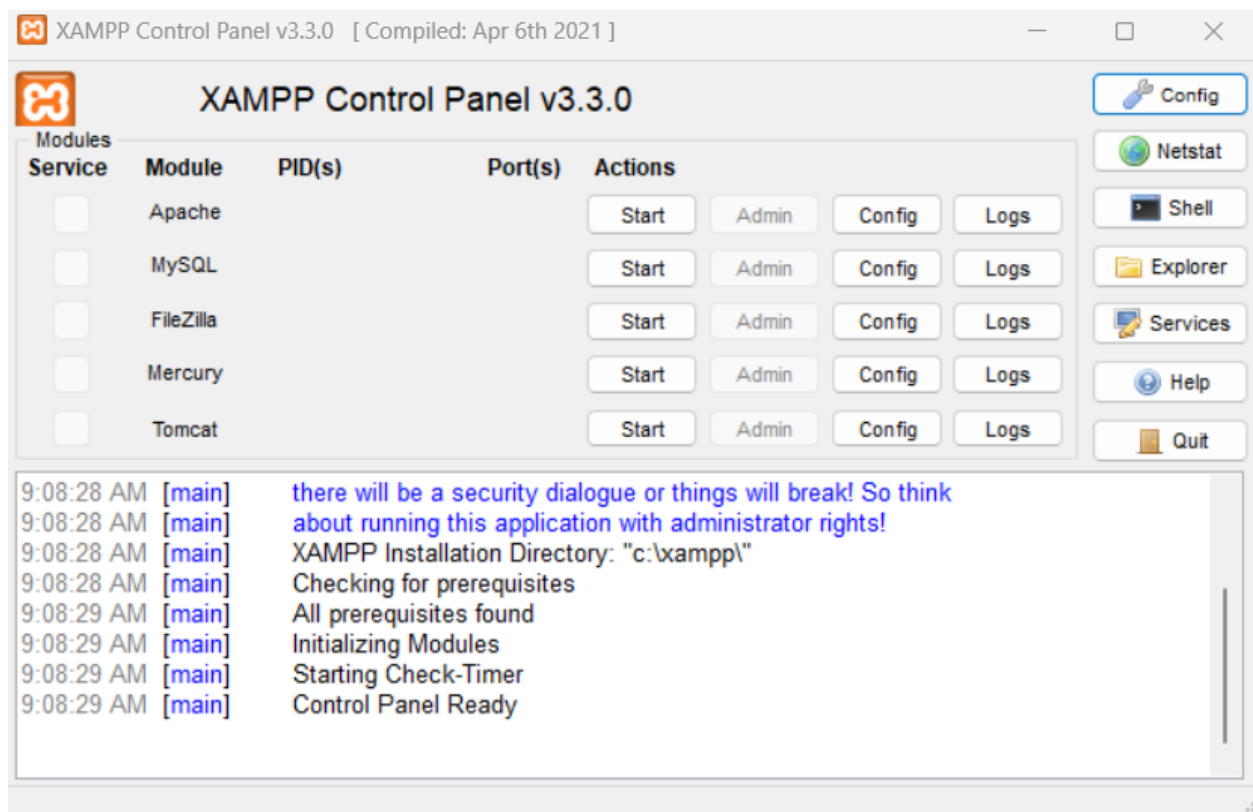 XAMPP Control Panel v3.3.0 [ Compiled: Apr 6th 2021 ]
XAMPP Control Panel v3.3.0
Config
Modules
Netstat
Service Module PID(s) Port(s) Actions
Apache Start Admin Config Logs
Shell
MySQL Start Admin Config Logs
Explorer
FileZilla Start Admin Config Logs
Services
Mercury Start Admin Config Logs
Help
Tomcat Start Admin Config Logs
Quit
9:08:28 AM [main] there will be a security dialogue or things will break! So think
9:08:28 AM [main] about running this application with administrator rights!
9:08:28 AM [main] XAMPP Installation Directory: "c:\xampp\"
9:08:28 AM [main] Checking for prerequisites
9:08:29 AM [main] All prerequisites found
9:08:29 AM [main] Initializing Modules
9:08:29 AM [main] Starting Check-Timer
9:08:29 AM [main] Control Panel Ready